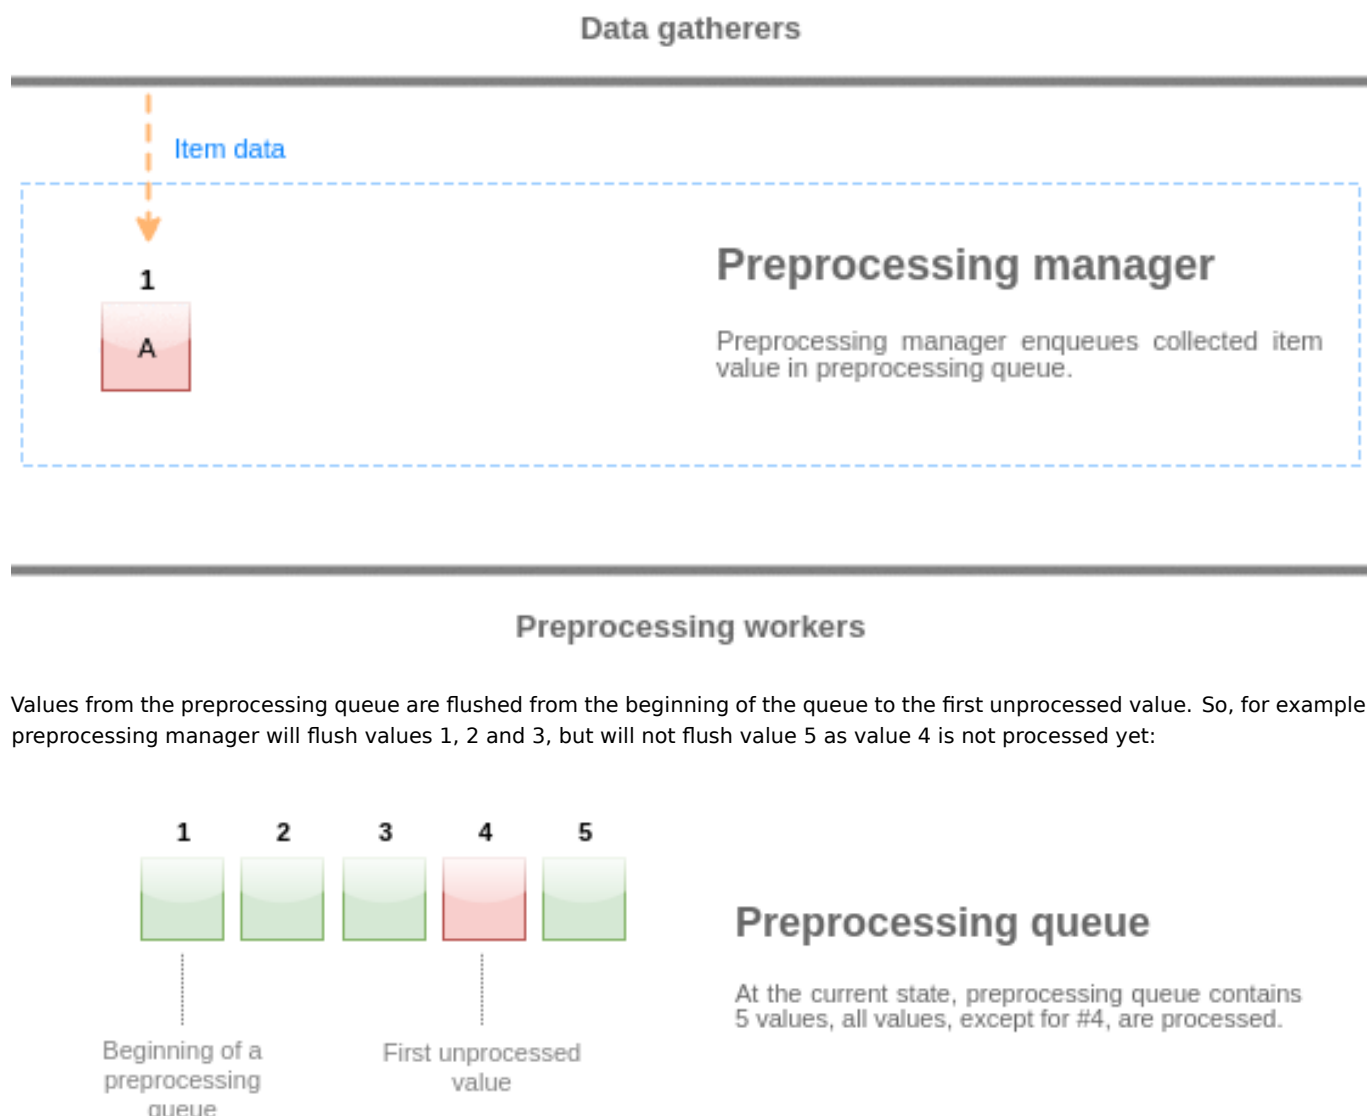 Data gatherers
Item data
1
A
Preprocessing manager
Preprocessing manager enqueues collected item
value in preprocessing queue.
Preprocessing workers
Values from the preprocessing queue are flushed from the beginning of the queue to the first unprocessed value. So, for example
preprocessing manager will flush values 1, 2 and 3, but will not flush value 5 as value 4 is not processed yet:
1 2 3 4 5
Preprocessing queue
At the current state, preprocessing queue contains
5 values, all values, except for #4, are processed.
Beginning of a
preprocessing
queue
First unprocessed
value